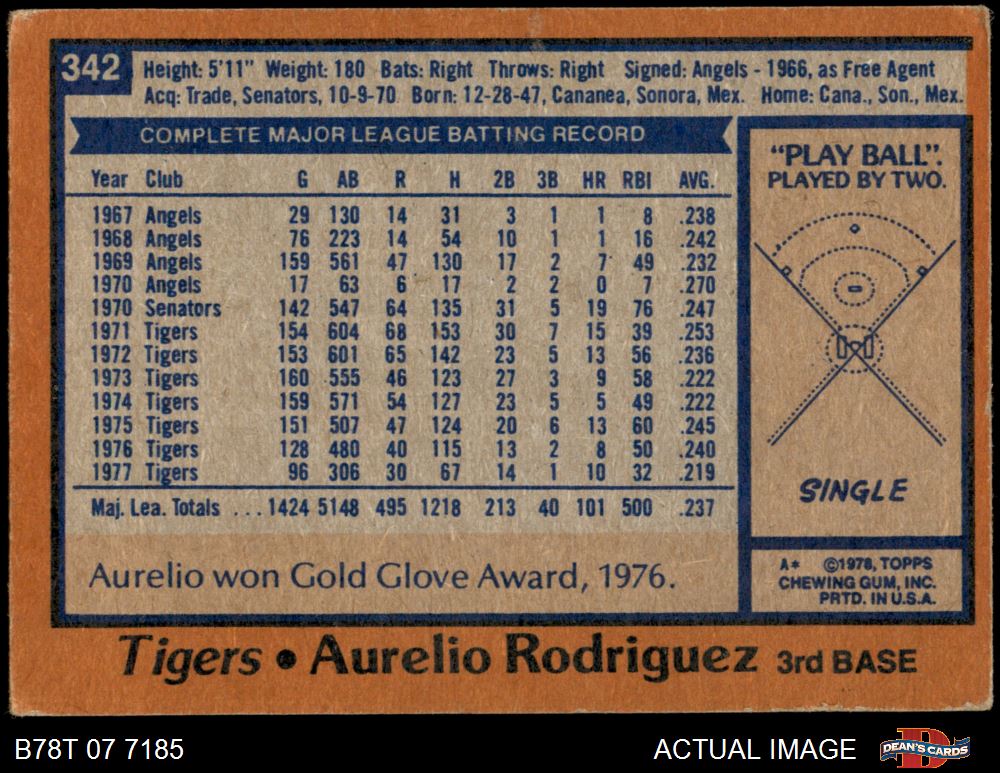 342
Height: 5'11" Weight: 180 Bats: Right Throws: Right Signed: Angels - 1966, as Free Agent
Acq: Trade, Senators, 10-9-70 Born: 12-28-47, Cananea, Sonora, Mex. Home: Cana., Son., Mex.
COMPLETE MAJOR LEAGUE BATTING RECORD
Year Club G AB R H 2B 3B HR RBI AVG.
1967 Angels 29 130 14 31 3 1 1 8 .238
1968 Angels 76 223 14 54 10 1 1 16 .242
1969 Angels 159 561 47 130 17 2 7 49 .232
1970 Angels 17 63 6 17 2 2 0 7 .270
1970 Senators 142 547 64 135 31 5 19 76 .247
1971 Tigers 154 604 68 153 30 7 15 39 .253
1972 Tigers 153 601 65 142 23 5 13 56 .236
1973 Tigers 160 555 46 123 27 3 9 58 .222
1974 Tigers 159 571 54 127 23 5 5 49 .222
1975 Tigers 151 507 47 124 20 6 13 60 .245
1976 Tigers 128 480 40 115 13 2 8 50 .240
1977 Tigers 96 306 30 67 14 1 10 32 .219
Maj. Lea. Totals ... 1424 5148 495 1218 213 40 101 500 .237
Aurelio won Gold Glove Award, 1976.
"PLAY BALL".
PLAYED BY TWO.
SINGLE
A* ©1978, TOPPS
CHEWING GUM, INC.
PRTD. IN U.S.A.
Tigers • Aurelio Rodriguez 3rd BASE
B78T 07 7185
ACTUAL IMAGE
DEAN'S CARDS